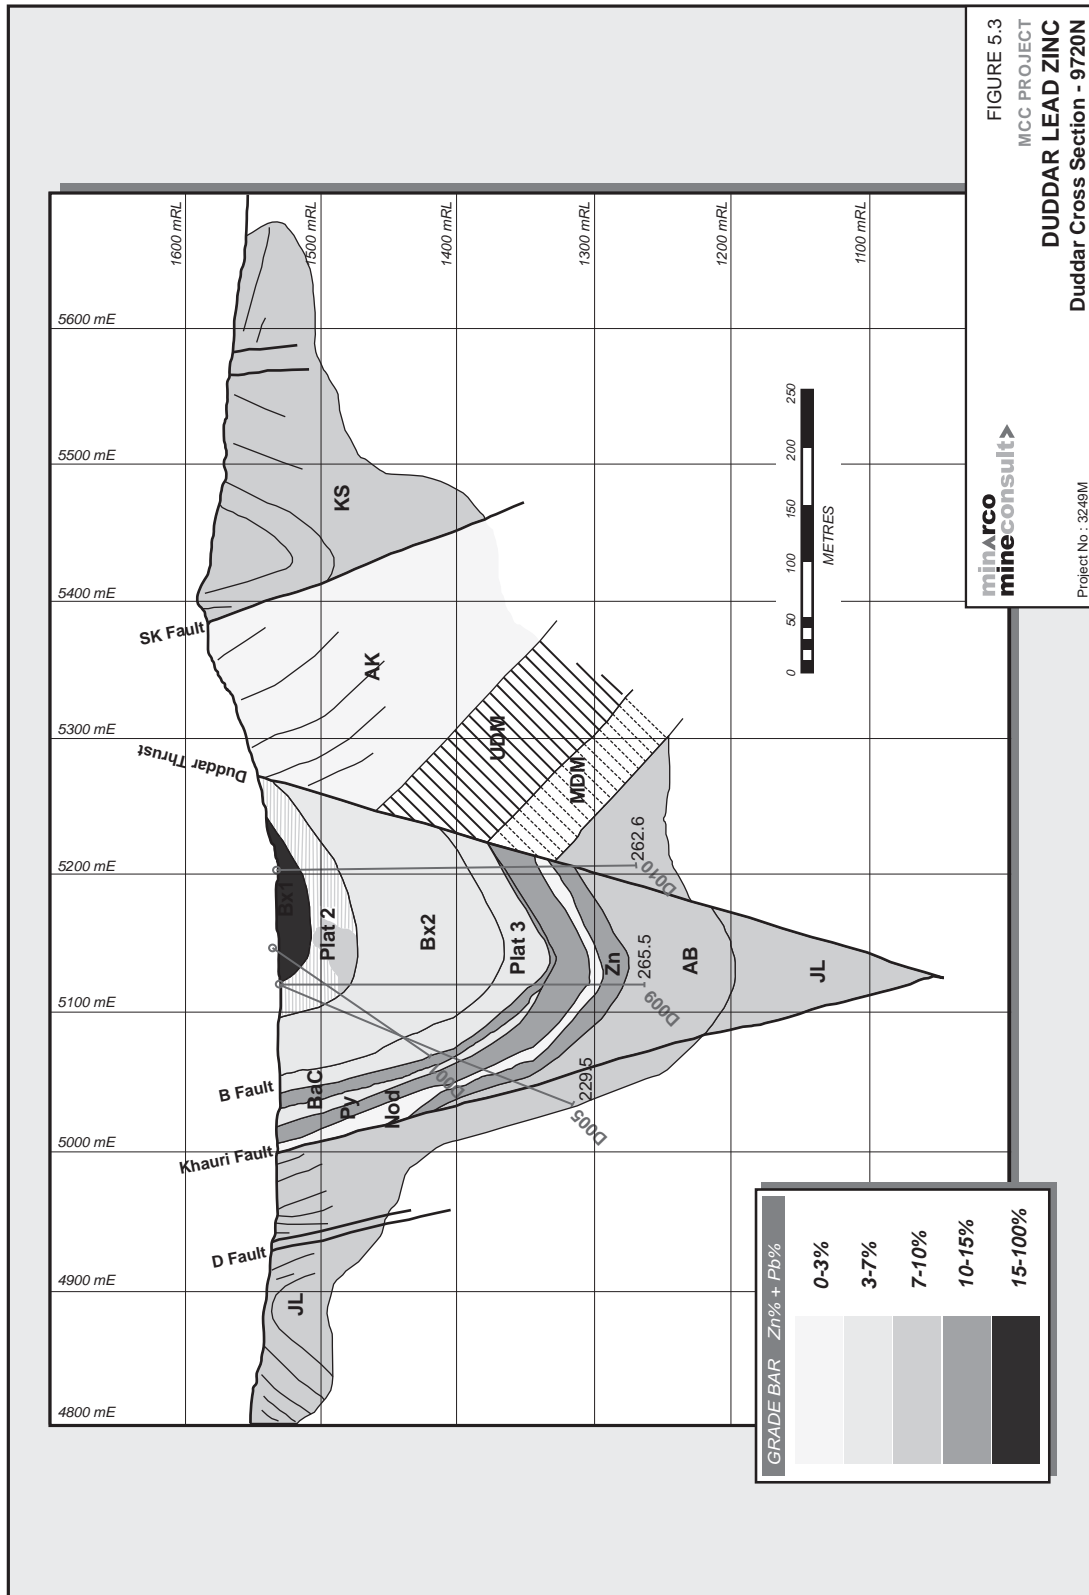 1600 mRL
1500 mRL
1400 mRL
1300 mRL
1200 mRL
1100 mRL
4800 mE
4900 mE
5000 mE
5100 mE
5200 mE
5300 mE
5400 mE
5500 mE
5600 mE
D Fault
Khauri Fault
B Fault
Duddar Thrust
SK Fault
JL
BaC
Py
Nod
Bx1
Plat 2
Bx2
Plat 3
Zn
AB
JL
AK
UDM
MDM
KS
D005
229.5
D009
265.5
D010
262.6
0 50 100 150 200 250
METRES
GRADE BAR Zn% + Pb%
0-3%
3-7%
7-10%
10-15%
15-100%
minarco
mineconsult
Project No : 3249M
FIGURE 5.3
MCC PROJECT
DUDDAR LEAD ZINC
Duddar Cross Section - 9720N